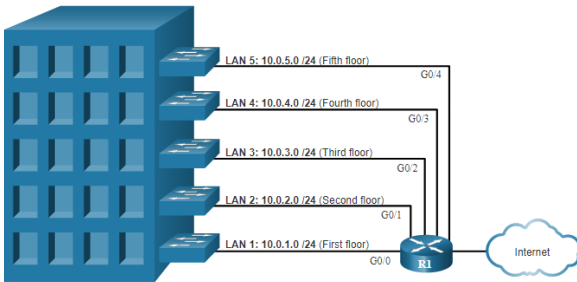 LAN 5: 10.0.5.0 /24 (Fifth floor)
G0/4
LAN 4: 10.0.4.0 /24 (Fourth floor)
G0/3
LAN 3: 10.0.3.0 /24 (Third floor)
G0/2
LAN 2: 10.0.2.0 /24 (Second floor)
G0/1
LAN 1: 10.0.1.0 /24 (First floor)
G0/0
R1
Internet